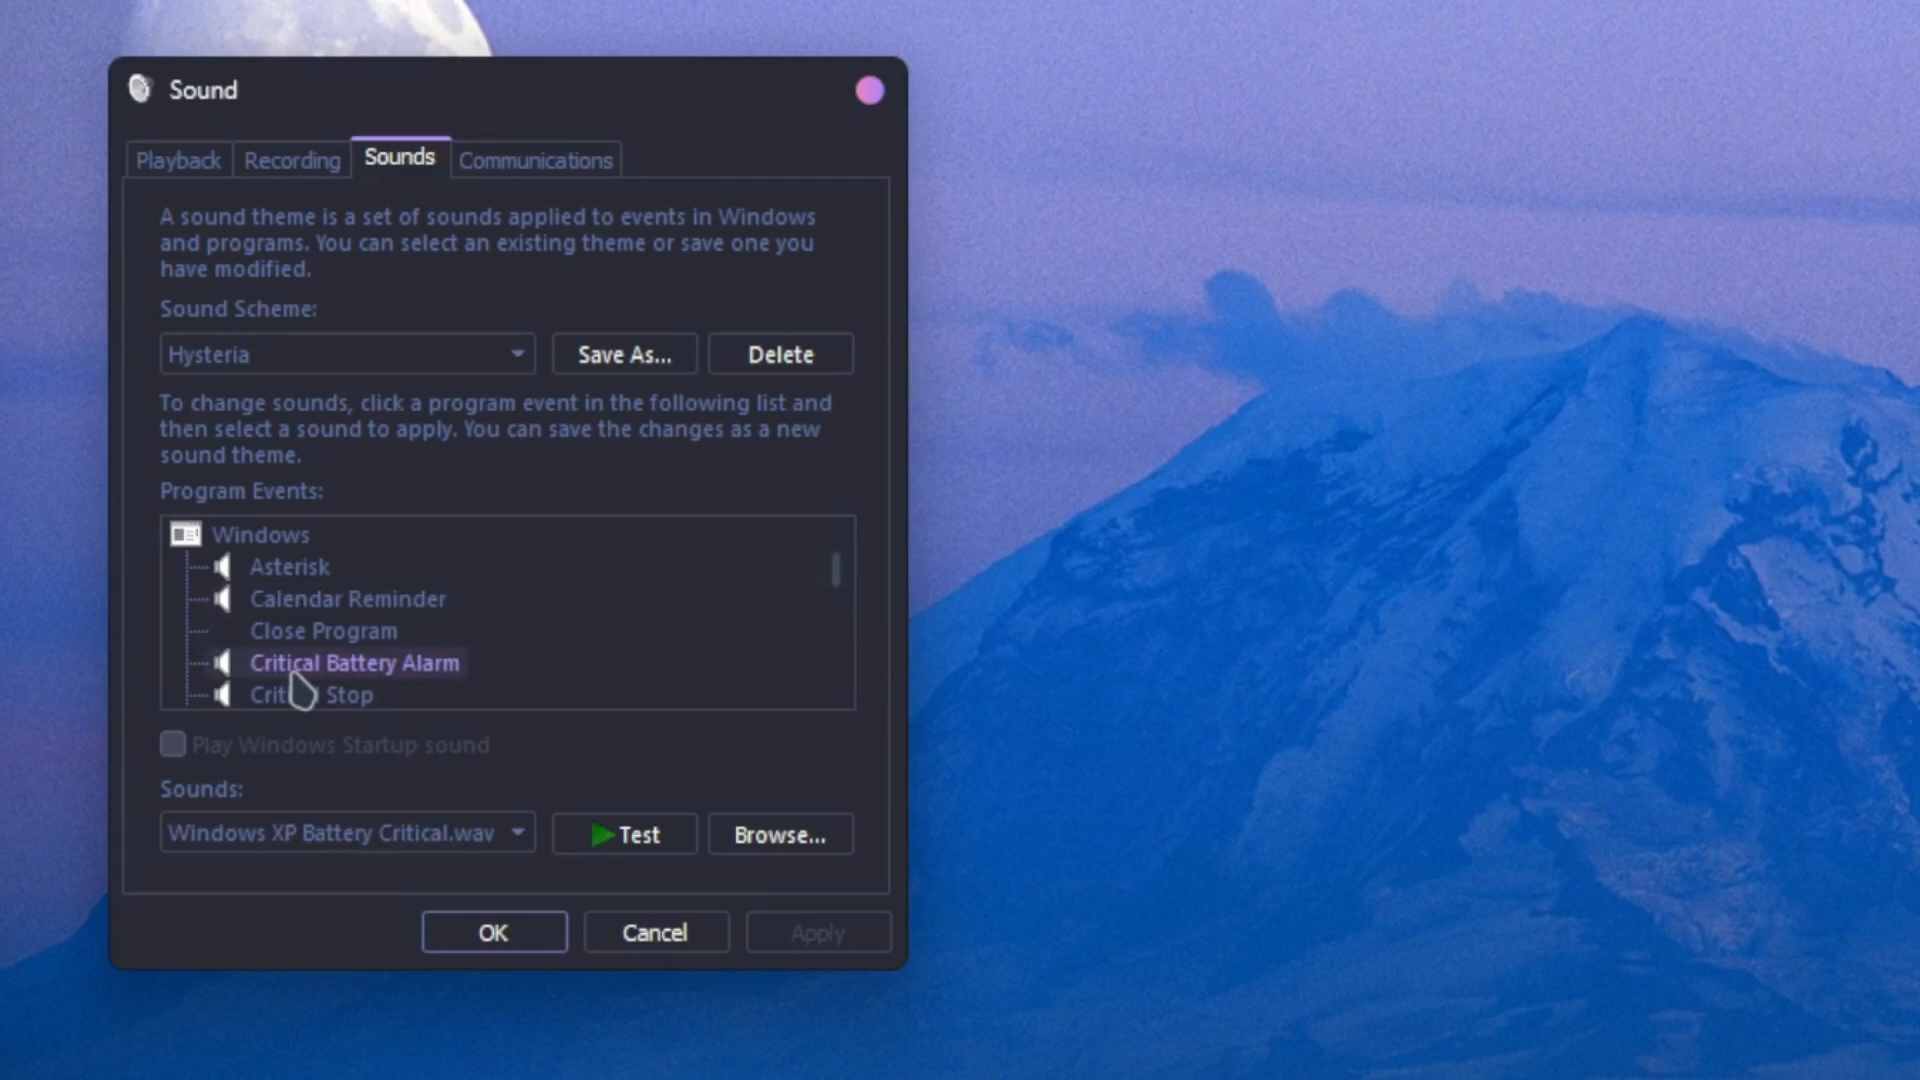 Sound
Playback
Recording
Sounds
Communications
A sound theme is a set of sounds applied to events in Windows
and programs. You can select an existing theme or save one you
have modified.
Sound Scheme:
Hysteria
Save As...
Delete
To change sounds, click a program event in the following list and
then select a sound to apply. You can save the changes as a new
sound theme.
Program Events:
Windows
Asterisk
Calendar Reminder
Close Program
Critical Battery Alarm
Critical Stop
Play Windows Startup sound
Sounds:
Windows XP Battery Critical.wav
Test
Browse...
OK
Cancel
Apply